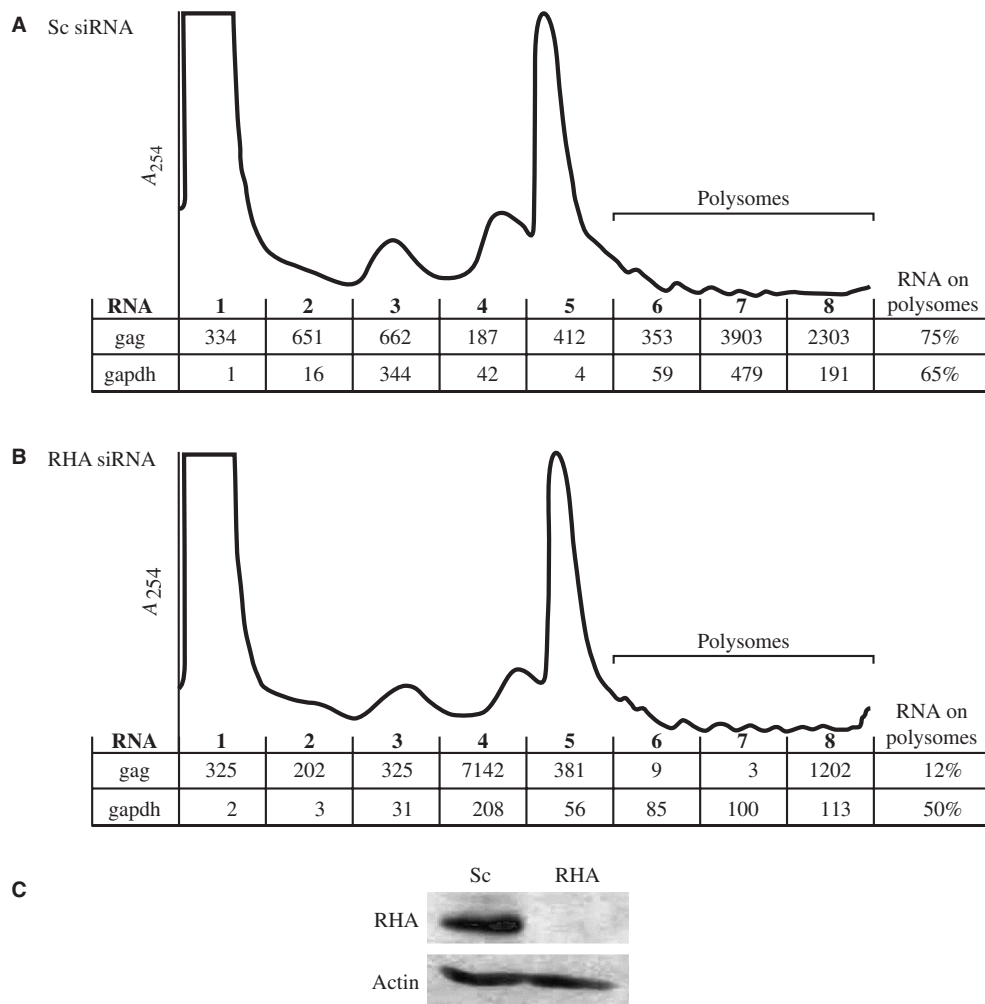 A Sc siRNA
A254
Polysomes
RNA on
polysomes
RNA 1 2 3 4 5 6 7 8
gag 334 651 662 187 412 353 3903 2303 75%
gapdh 1 16 344 42 4 59 479 191 65%
B RHA siRNA
A254
Polysomes
RNA on
polysomes
RNA 1 2 3 4 5 6 7 8
gag 325 202 325 7142 381 9 3 1202 12%
gapdh 2 3 31 208 56 85 100 113 50%
C
Sc RHA
RHA
Actin